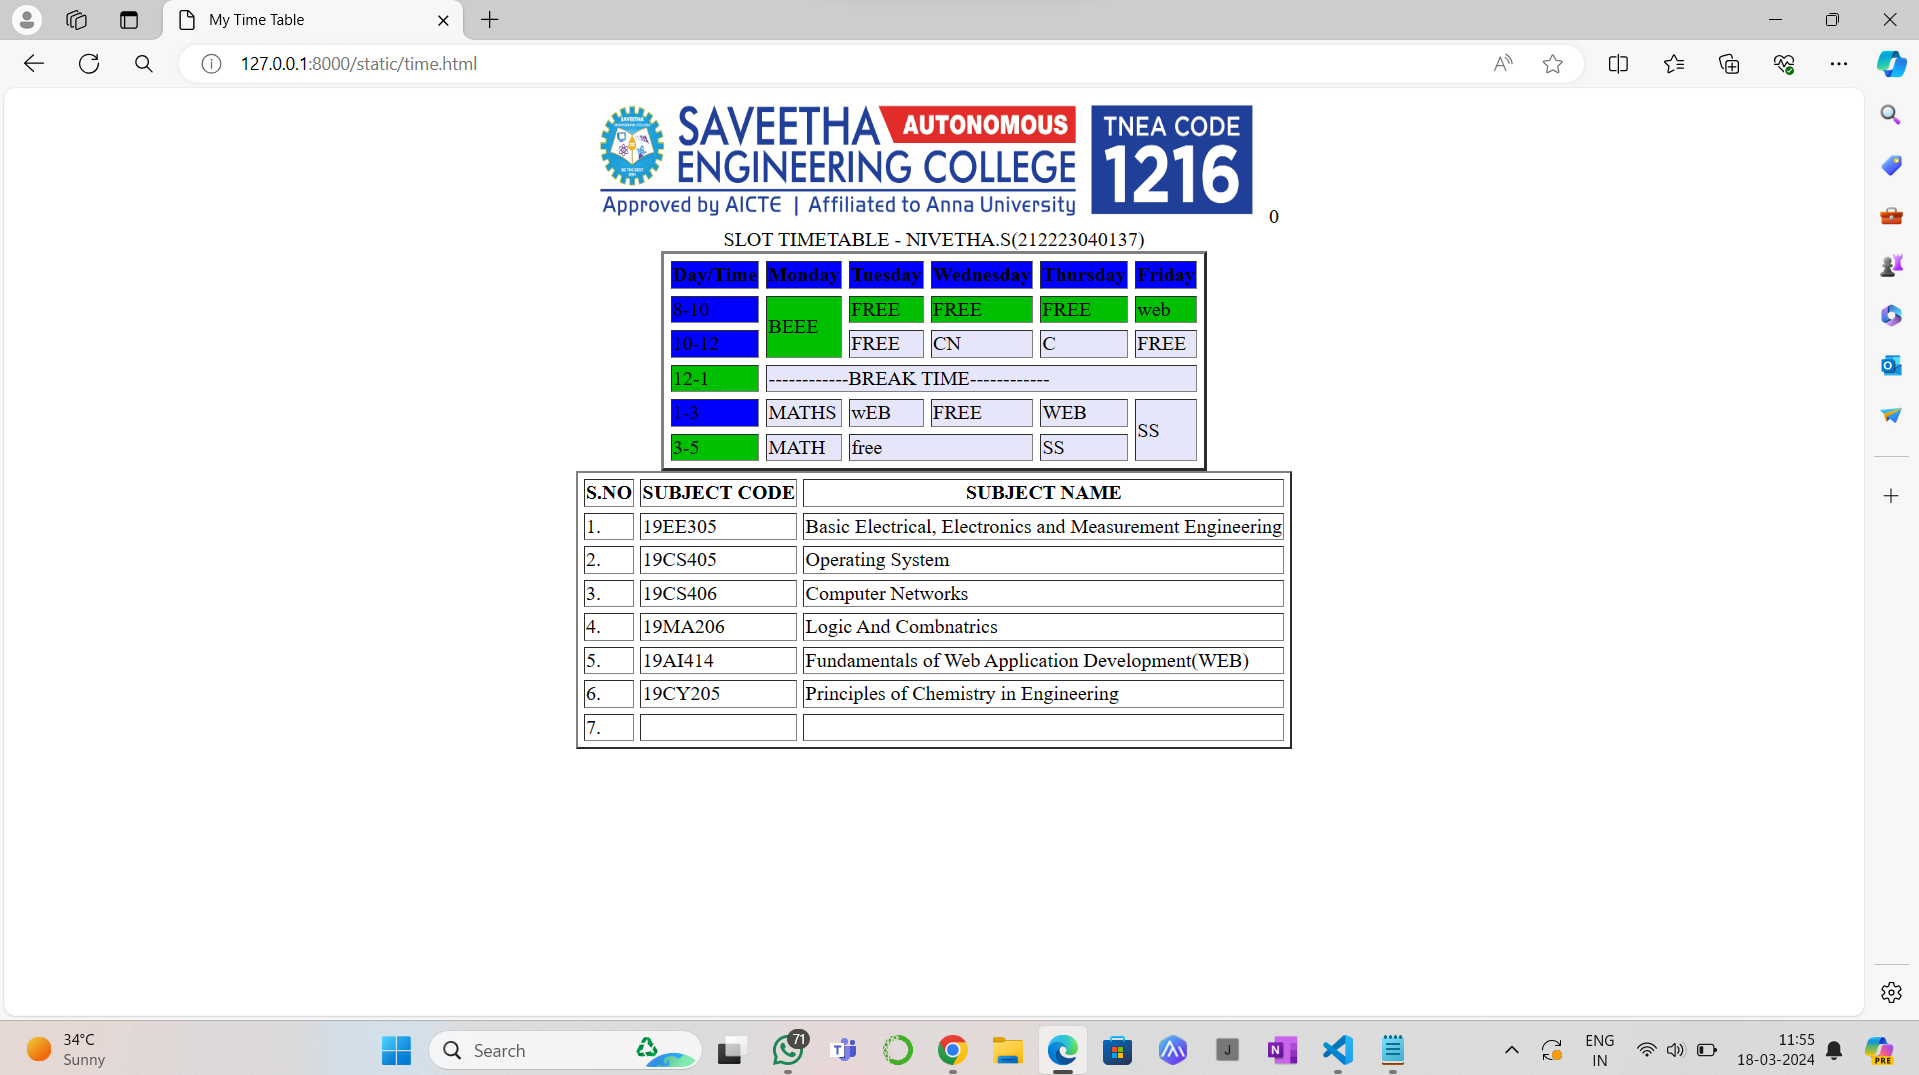 My Time Table
127.0.0.1:8000/static/time.html
SAVEETHA AUTONOMOUS
ENGINEERING COLLEGE
Approved by AICTE | Affiliated to Anna University
TNEA CODE
1216
0
SLOT TIMETABLE - NIVETHA.S(212223040137)
Day/Time Monday Tuesday Wednesday Thursday Friday
8-10 BEEE FREE FREE FREE web
10-12 FREE CN C FREE
12-1 ------------BREAK TIME------------
1-3 MATHS wEB FREE WEB SS
3-5 MATH free SS
S.NO SUBJECT CODE SUBJECT NAME
1. 19EE305 Basic Electrical, Electronics and Measurement Engineering
2. 19CS405 Operating System
3. 19CS406 Computer Networks
4. 19MA206 Logic And Combnatrics
5. 19AI414 Fundamentals of Web Application Development(WEB)
6. 19CY205 Principles of Chemistry in Engineering
7.
34°C
Sunny
Search
71
ENG
IN
11:55
18-03-2024
PRE